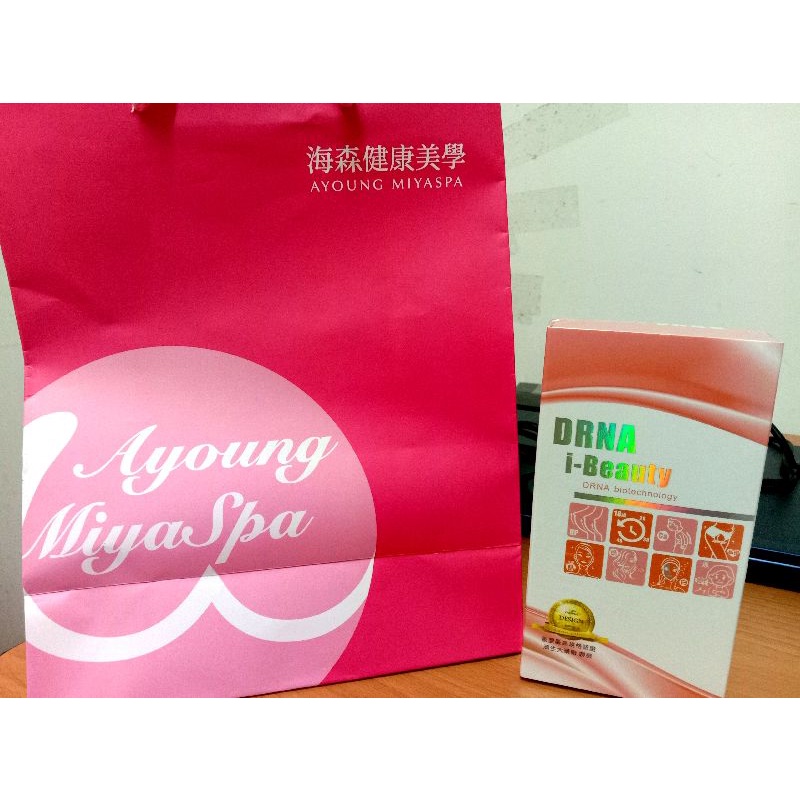 海森健康美學
AYOUNG MIYASPA
Ayoung
MiyaSpa
DRNA
i-Beauty
DRNA biotechnology
DESIGN